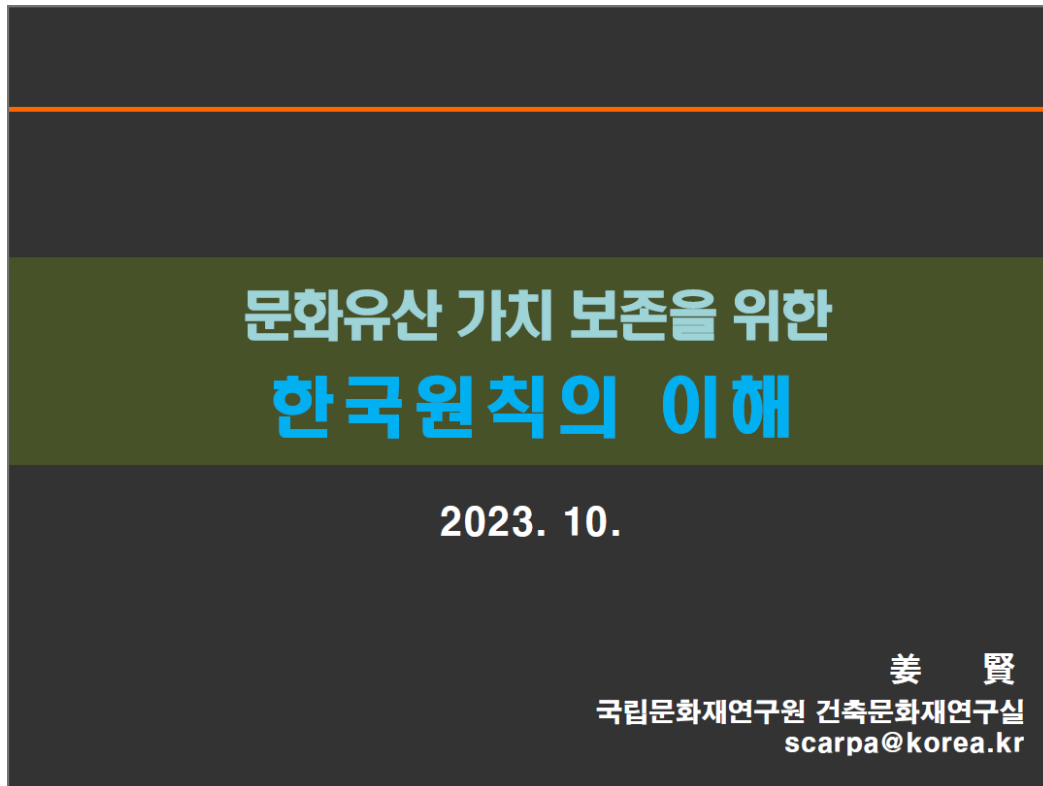 문화유산 가치 보존을 위한
한국원칙의 이해
2023. 10.
姜 賢
국립문화재연구원 건축문화재연구실
scarpa@korea.kr